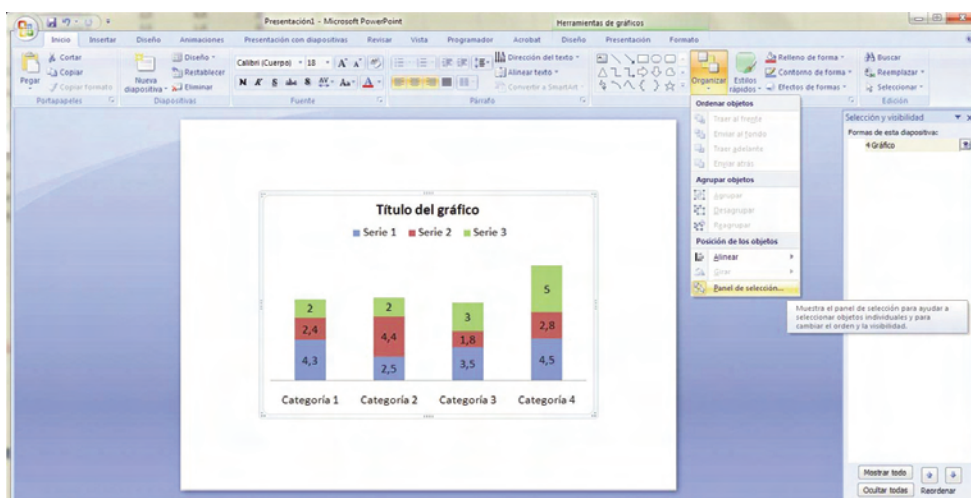 Presentación1 - Microsoft PowerPoint
Herramientas de gráficos
Inicio Insertar Diseño Animaciones Presentación con diapositivas Revisar Vista Programador Acrobat Diseño Presentación Formato
Pegar
Cortar
Copiar
Copiar formato
Portapapeles
Nueva diapositiva
Diseño
Restablecer
Eliminar
Diapositivas
Calibri (Cuerpo) 18
N K S abc S AV Aa A
Fuente
Dirección del texto
Alinear texto
Convertir a SmartArt
Párrafo
Organizar
Estilos rápidos
Relleno de forma
Contorno de forma
Efectos de formas
Buscar
Reemplazar
Seleccionar
Edición
Ordenar objetos
Traer al frente
Enviar al fondo
Traer adelante
Enviar atrás
Agrupar objetos
Agrupar
Desagrupar
Reagrupar
Posición de los objetos
Alinear
Girar
Panel de selección...
Muestra el panel de selección para ayudar a
seleccionar objetos individuales y para
cambiar el orden y la visibilidad.
Selección y visibilidad
Formas de esta diapositiva:
4 Gráfico
Título del gráfico
Serie 1 Serie 2 Serie 3
2 2 3 5
2,4 4,4 1,8 2,8
4,3 2,5 3,5 4,5
Categoría 1 Categoría 2 Categoría 3 Categoría 4
Mostrar todo
Ocultar todas Reordenar